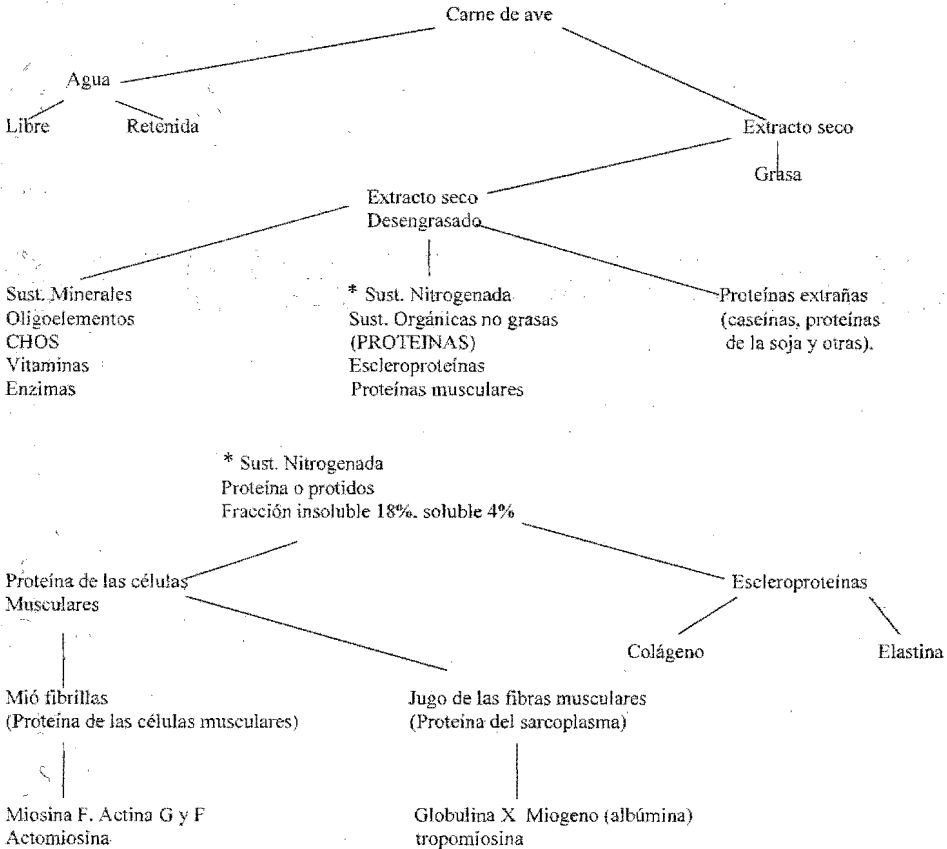 Carne de ave
Agua
Libre Retenida
Extracto seco
Grasa
Extracto seco
Desengrasado
Sust. Minerales
Oligoelementos
CHOS
Vitaminas
Enzimas
* Sust. Nitrogenada
Sust. Orgánicas no grasas
(PROTEINAS)
Escleroproteínas
Proteínas musculares
Proteínas extrañas
(caseínas, proteínas
de la soja y otras).
* Sust. Nitrogenada
Proteína o protidos
Fracción insoluble 18%. soluble 4%
Proteína de las células
Musculares
Escleroproteínas
Colágeno Elastina
Mió fibrillas
(Proteína de las células musculares)
Jugo de las fibras musculares
(Proteína del sarcoplasma)
Miosina F. Actina G y F
Actomiosina
Globulina X Miogeno (albúmina)
tropomiosina